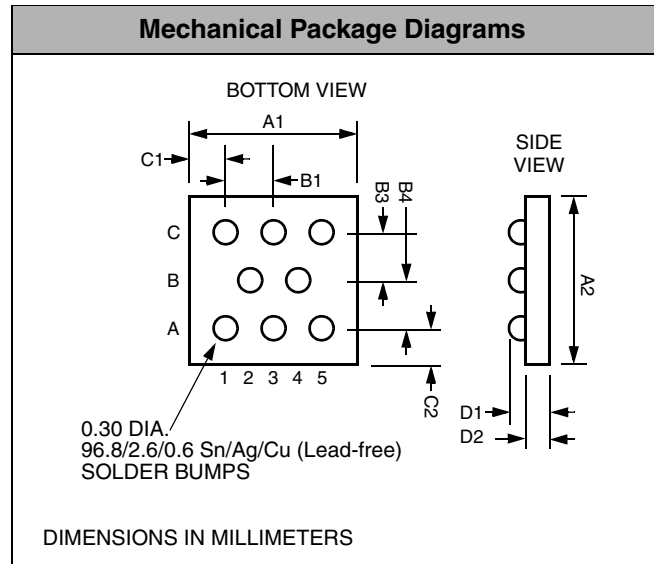 Mechanical Package Diagrams
BOTTOM VIEW
A1
C1
B1
SIDE
VIEW
B3
B4
C
B
A
A2
1 2 3 4 5
C2
D1
D2
0.30 DIA.
96.8/2.6/0.6 Sn/Ag/Cu (Lead-free)
SOLDER BUMPS
DIMENSIONS IN MILLIMETERS